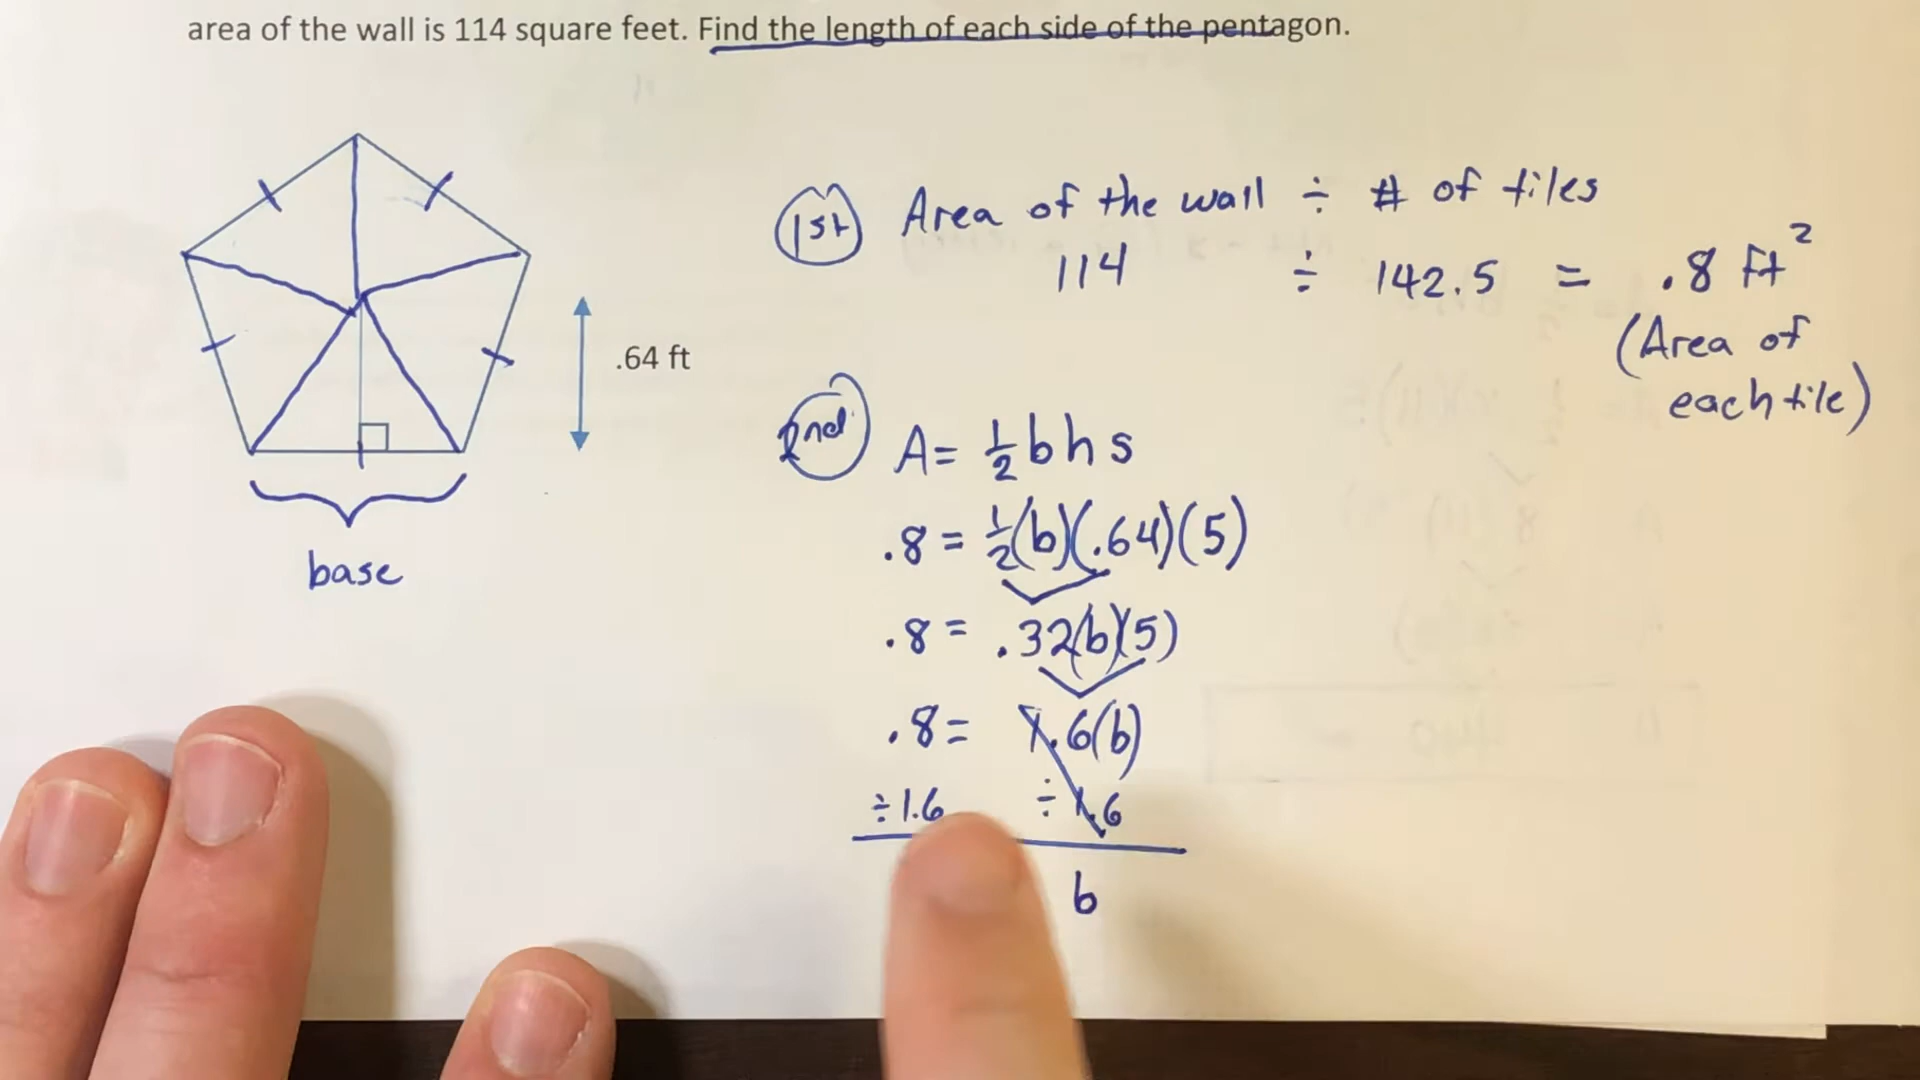 area of the wall is 114 square feet. Find the length of each side of the pentagon.
.64 ft
base
1st Area of the wall ÷ # of tiles
114 ÷ 142.5 = .8 ft²
(Area of
each tile)
2nd A= ½ b h s
.8 = ½(b)(.64)(5)
.8 = .32(b)(5)
.8 = 1.6(b)
÷1.6 ÷1.6
b